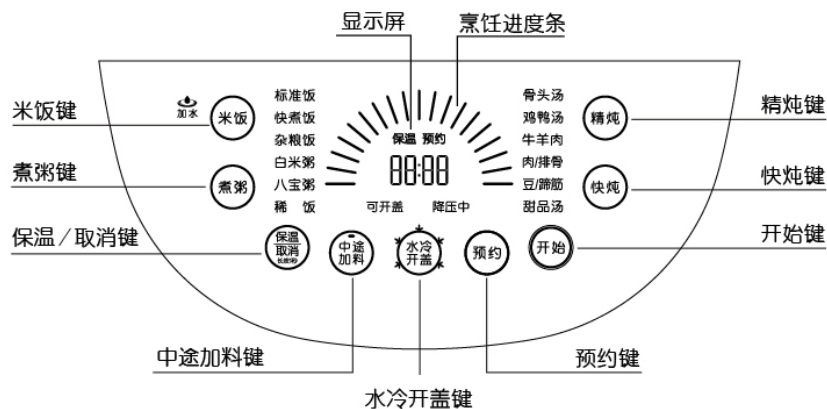 显示屏
烹饪进度条
米饭键
加水
米饭
标准饭
快煮饭
杂粮饭
白米粥
八宝粥
稀 饭
保温 预约
88:88
可开盖
降压中
骨头汤
鸡鸭汤
牛羊肉
肉/排骨
豆/蹄筋
甜品汤
精炖
精炖键
煮粥键
煮粥
快炖
快炖键
保温/取消键
保温
取消
中途
加料
水冷
开盖
预约
开始
开始键
中途加料键
预约键
水冷开盖键